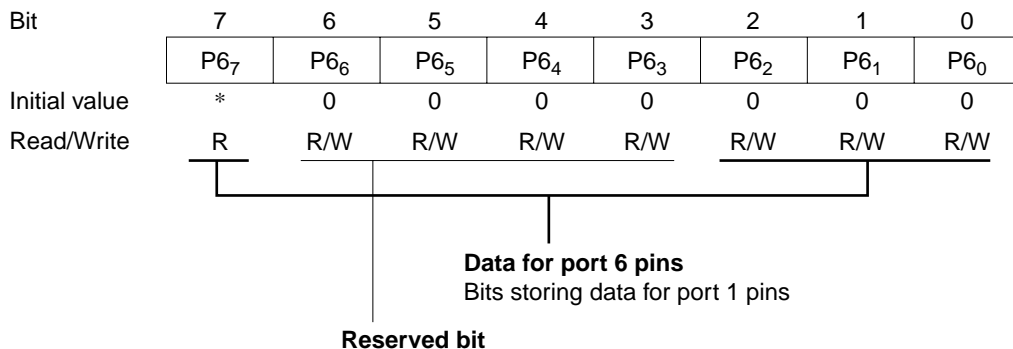 Bit 7 6 5 4 3 2 1 0
P6₇ P6₆ P6₅ P6₄ P6₃ P6₂ P6₁ P6₀
Initial value * 0 0 0 0 0 0 0
Read/Write R R/W R/W R/W R/W R/W R/W R/W
Data for port 6 pins
Bits storing data for port 1 pins
Reserved bit